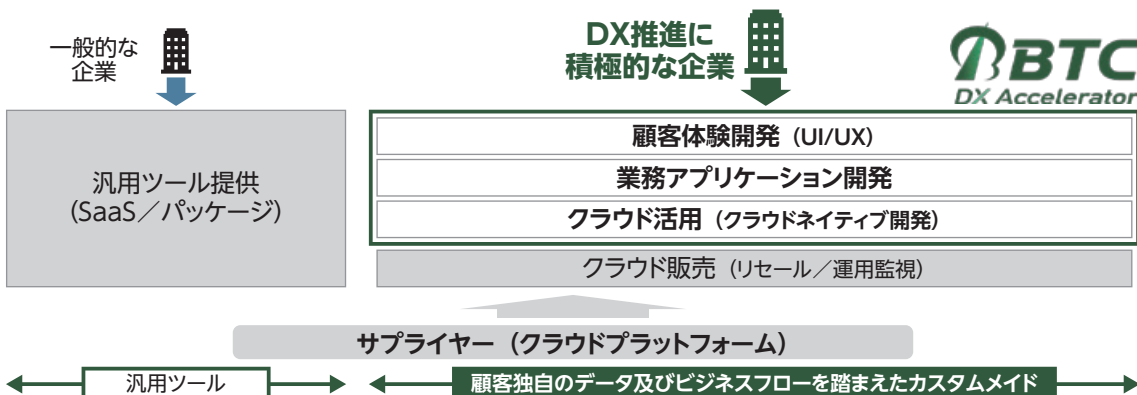 一般的な
企業
DX推進に
積極的な企業
BTC
DX Accelerator
汎用ツール提供
(SaaS／パッケージ)
顧客体験開発 (UI/UX)
業務アプリケーション開発
クラウド活用 (クラウドネイティブ開発)
クラウド販売 (リセール／運用監視)
サプライヤー (クラウドプラットフォーム)
汎用ツール
顧客独自のデータ及びビジネスフローを踏まえたカスタムメイド